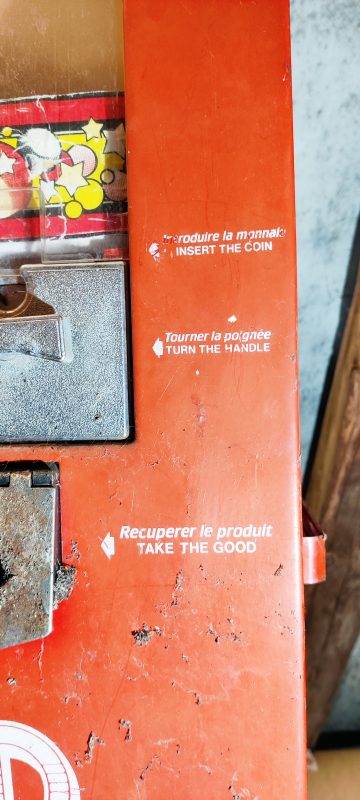 Introduire la monnaie
INSERT THE COIN
Tourner la poignée
TURN THE HANDLE
Recuperer le produit
TAKE THE GOOD